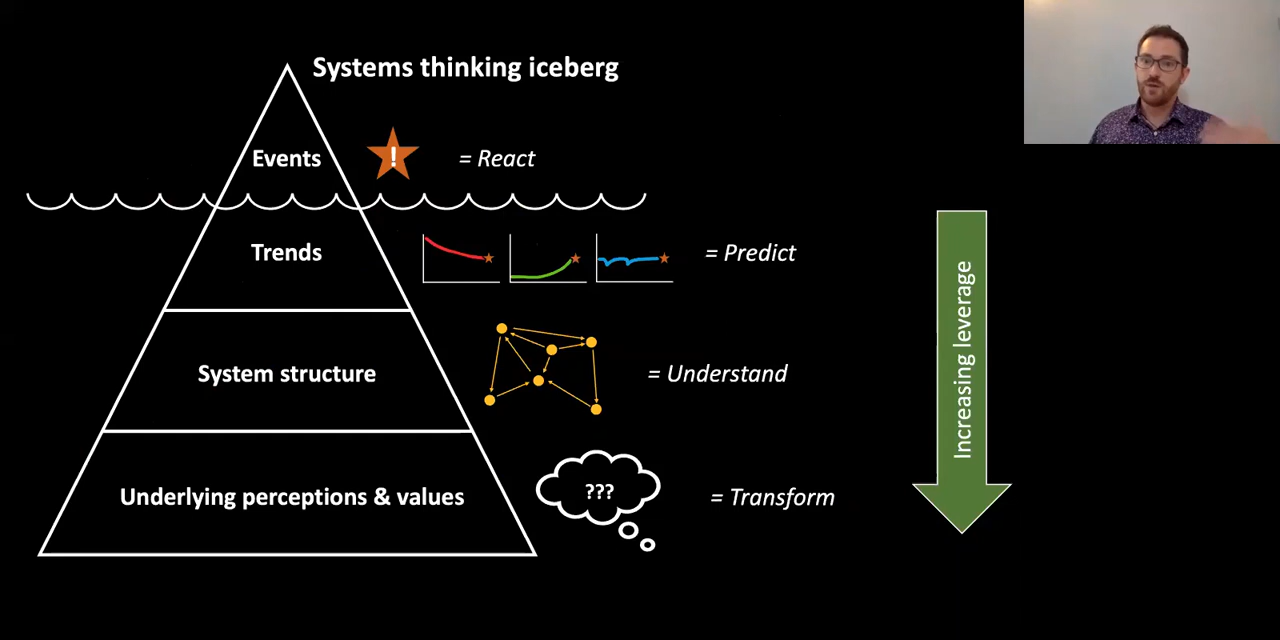 Systems thinking iceberg
Events
!
= React
Trends
= Predict
System structure
= Understand
Underlying perceptions & values
???
= Transform
Increasing leverage